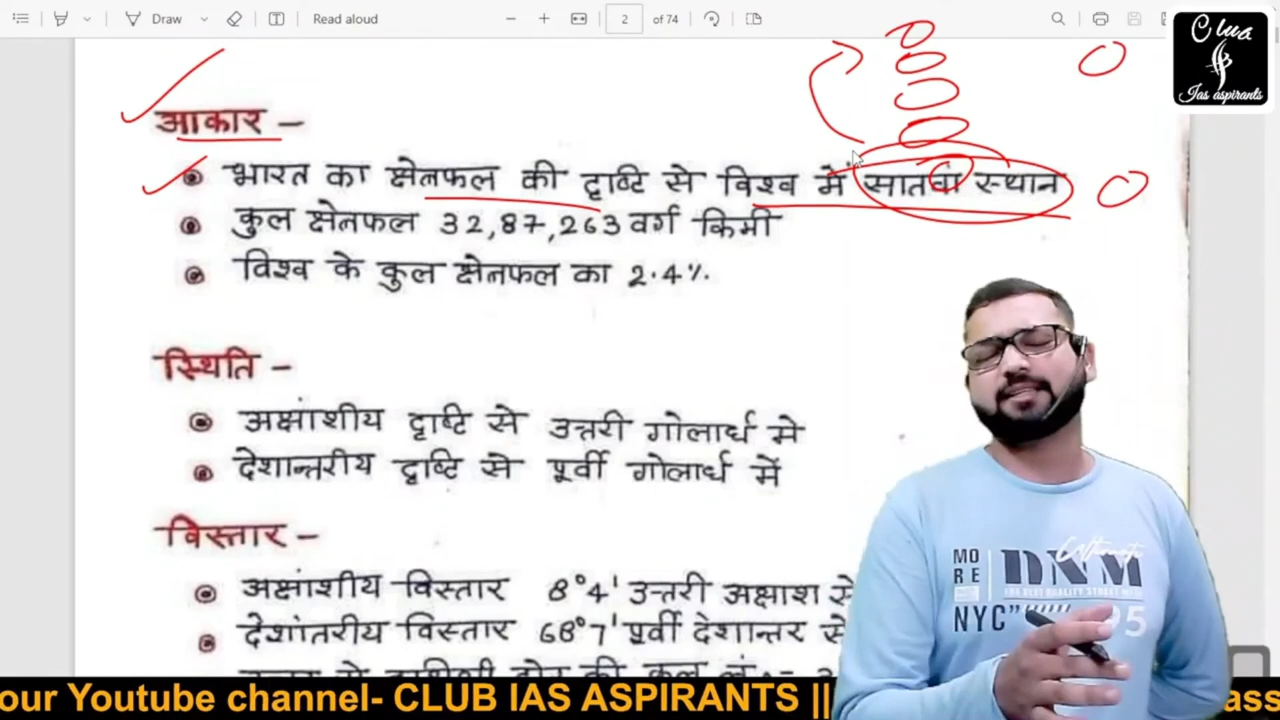 Draw
Read aloud
2 of 74
Club
Ias aspirants
आकार -
भारत का क्षेत्रफल की दृष्टि से विश्व में सातवा स्थान
कुल क्षेत्रफल 32,87,263 वर्ग किमी
विश्व के कुल क्षेत्रफल का 2.4%.
स्थिति -
अक्षांशीय दृष्टि से उत्तरी गोलार्ध मे
देशान्तरीय दृष्टि से पूर्वी गोलार्ध में
विस्तार -
अक्षांशीय विस्तार 8°4' उत्तरी अक्षाश से
देशांतरीय विस्तार 68°7' पूर्वी देशान्तर से
MORE DNM
NYC" 95
our Youtube channel- CLUB IAS ASPIRANTS ||
ass